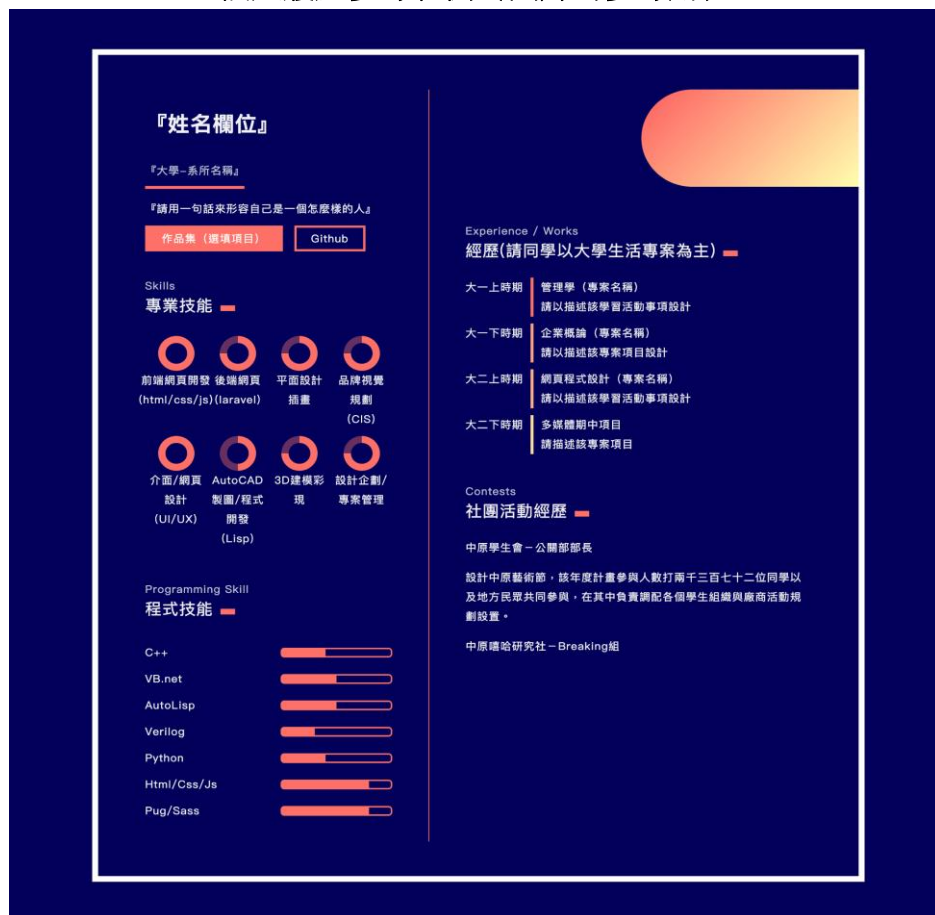 『姓名欄位』
『大學–系所名稱』
『請用一句話來形容自己是一個怎麼樣的人』
作品集（選填項目）
Github
Skills
專業技能
前端網頁開發
(html/css/js)
後端網頁
(laravel)
平面設計
插畫
品牌視覺
規劃
(CIS)
介面/網頁
設計
(UI/UX)
AutoCAD
製圖/程式
開發
(Lisp)
3D建模彩
現
設計企劃/
專案管理
Programming Skill
程式技能
C++
VB.net
AutoLisp
Verilog
Python
Html/Css/Js
Pug/Sass
Experience / Works
經歷(請同學以大學生活專案為主)
大一上時期
管理學（專案名稱）
請以描述該學習活動事項設計
大一下時期
企業概論（專案名稱）
請以描述該專案項目設計
大二上時期
網頁程式設計（專案名稱）
請以描述該學習活動事項設計
大二下時期
多媒體期中項目
請描述該專案項目
Contests
社團活動經歷
中原學生會－公關部部長
設計中原藝術節，該年度計畫參與人數打兩千三百七十二位同學以
及地方民眾共同參與，在其中負責調配各個學生組織與廠商活動規
劃設置。
中原嘻哈研究社－Breaking組